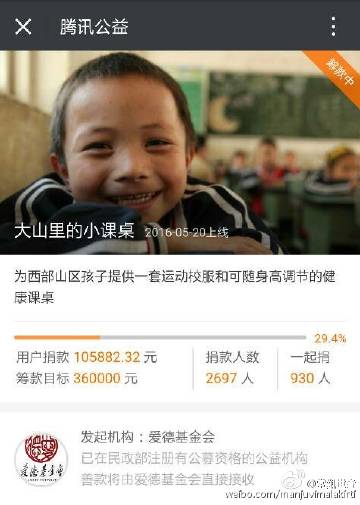 腾讯公益
筹款中
大山里的小课桌 2016-05-20上线
为西部山区孩子提供一套运动校服和可随身高调节的健
康课桌
29.4%
用户捐款 105882.32 元
捐款人数
一起捐
筹款目标 360000 元
2697 人
930 人
爱德基金会
发起机构：爱德基金会
已在民政部注册有公募资格的公益机构
善款将由爱德基金会直接接收
weibo.com/manjuvimalakirti